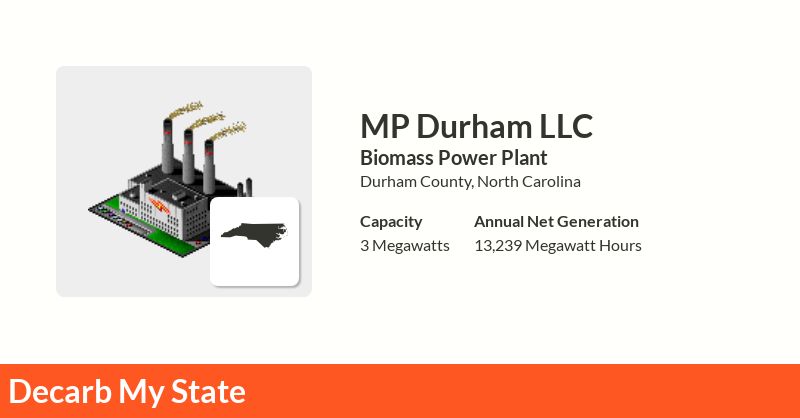 MP Durham LLC
Biomass Power Plant
Durham County, North Carolina
Capacity Annual Net Generation
3 Megawatts 13,239 Megawatt Hours
Decarb My State